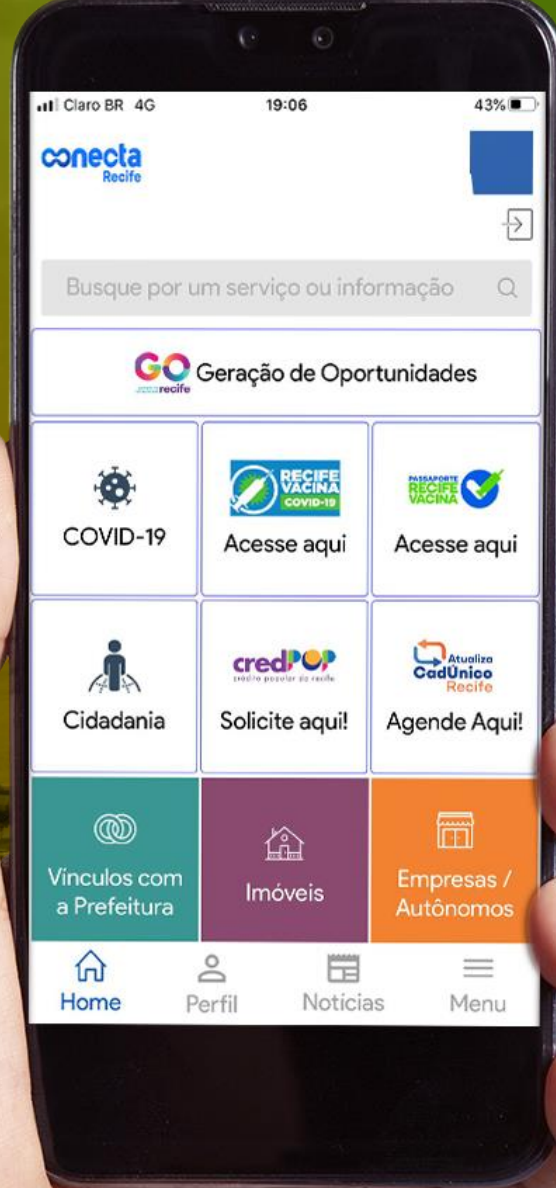 Claro BR 4G 19:06 43%
conecta
Recife
Busque por um serviço ou informação
GO recife Geração de Oportunidades
COVID-19
RECIFE
VACINA
COVID-19
Acesse aqui
PASSAPORTE
RECIFE
VACINA
Acesse aqui
Cidadania
credPOP
crédito popular do recife
Solicite aqui!
Atualiza
CadÚnico
Recife
Agende Aqui!
Vínculos com
a Prefeitura
Imóveis
Empresas /
Autônomos
Home Perfil Notícias Menu